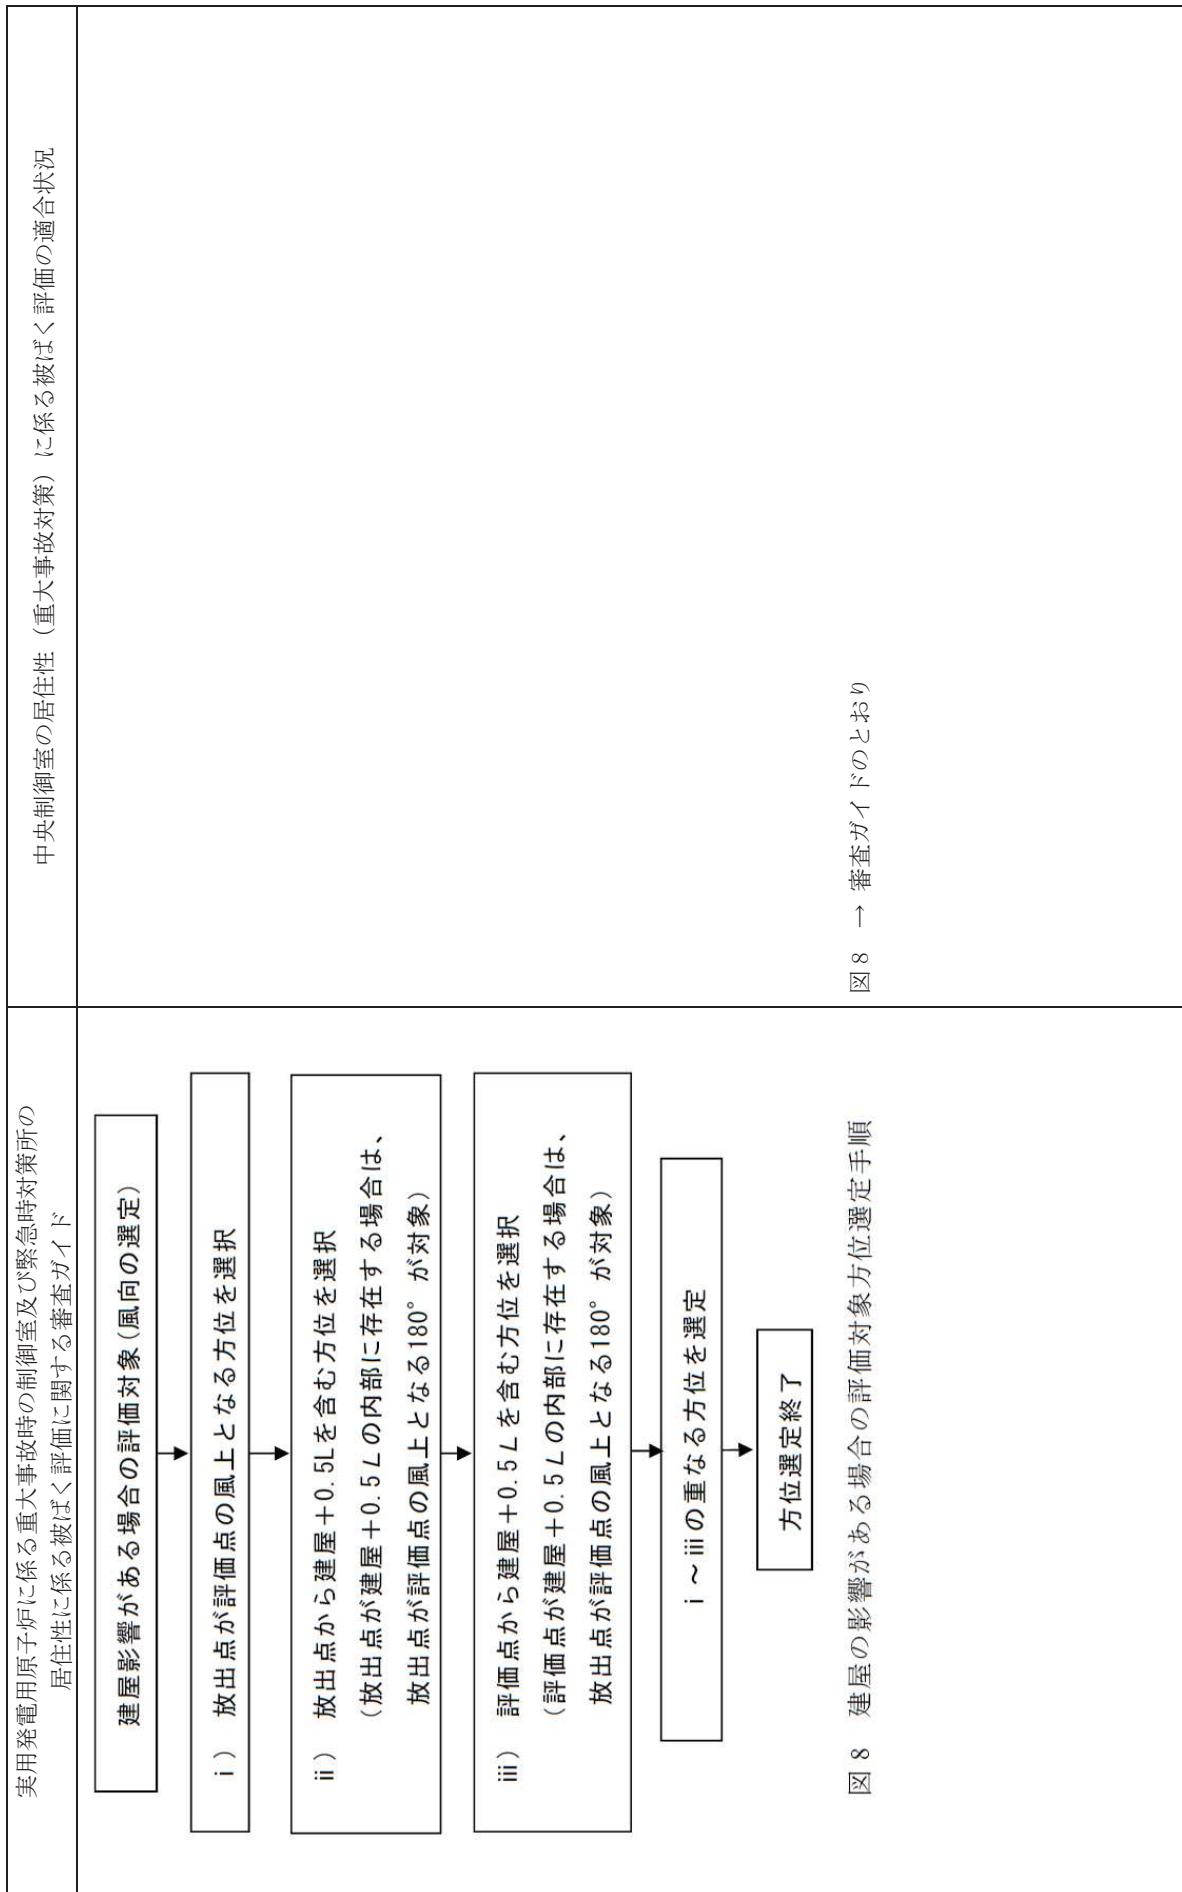 実用発電用原子炉に係る重大事故時の制御室及び緊急時対策所の
居住性に係る被ばく評価に関する審査ガイド
中央制御室の居住性（重大事故対策）に係る被ばく評価の適合状況
建屋影響がある場合の評価対象（風向の選定）
ⅰ） 放出点が評価点の風上となる方位を選択
ⅱ） 放出点から建屋＋0.5Lを含む方位を選択
（放出点が建屋＋0.5Lの内部に存在する場合は、
放出点が評価点の風上となる180°が対象）
ⅲ） 評価点から建屋＋0.5Lを含む方位を選択
（評価点が建屋＋0.5Lの内部に存在する場合は、
放出点が評価点の風上となる180°が対象）
ⅰ～ⅲの重なる方位を選定
方位選定終了
図 8 建屋の影響がある場合の評価対象方位選定手順
図8 → 審査ガイドのとおり